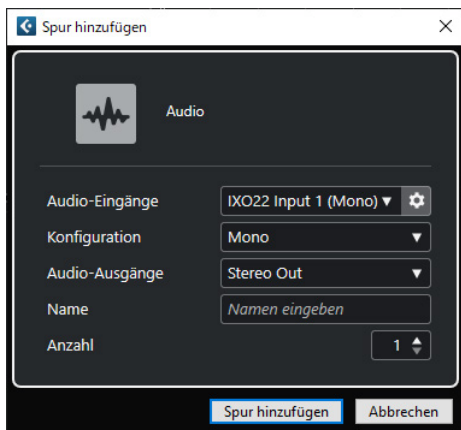 Spur hinzufügen
Audio
Audio-Eingänge IXO22 Input 1 (Mono)
Konfiguration Mono
Audio-Ausgänge Stereo Out
Name Namen eingeben
Anzahl 1
Spur hinzufügen Abbrechen